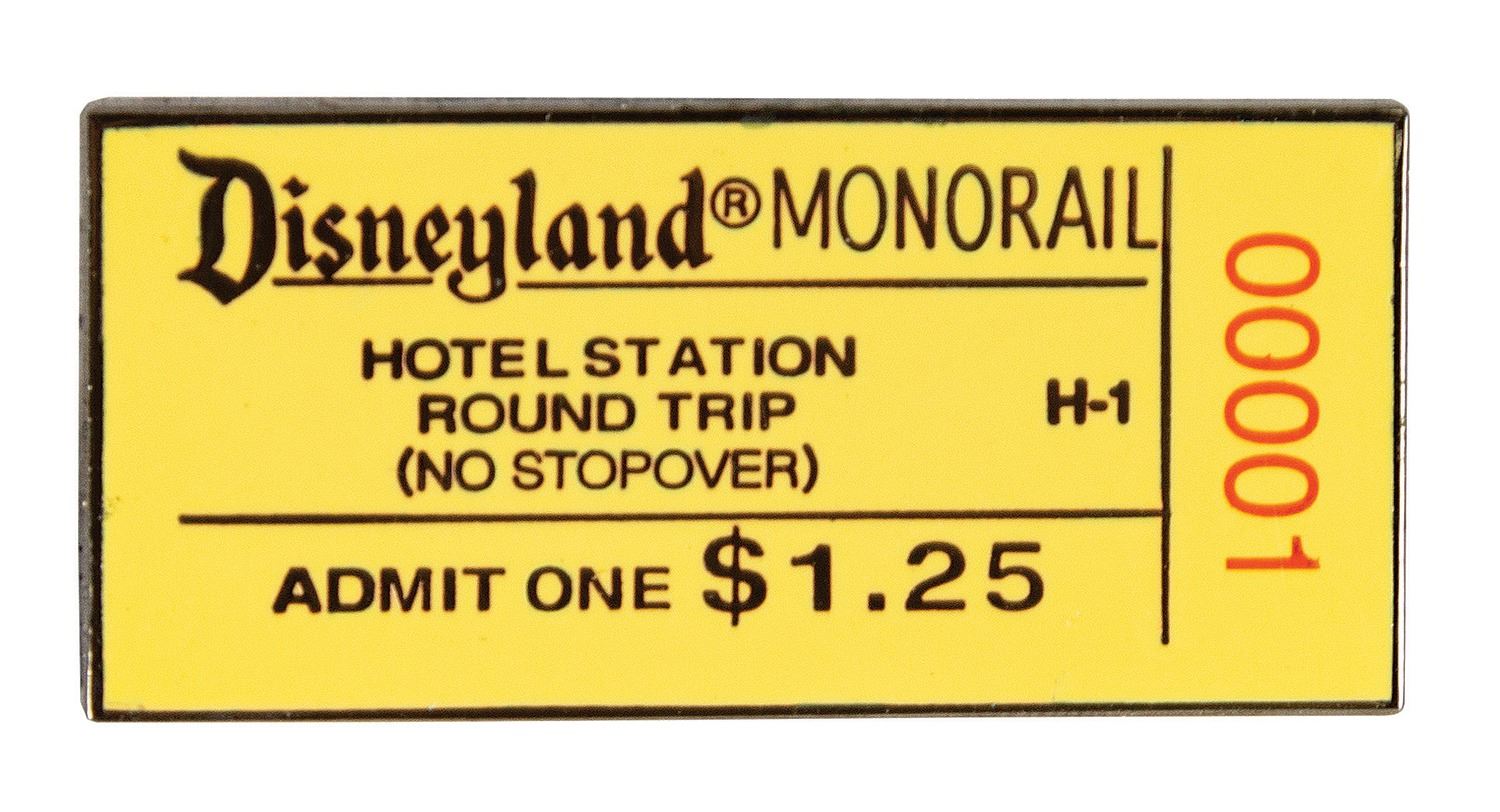 Disneyland® MONORAIL
HOTEL STATION
ROUND TRIP
(NO STOPOVER)
H-1
ADMIT ONE $1.25
00001